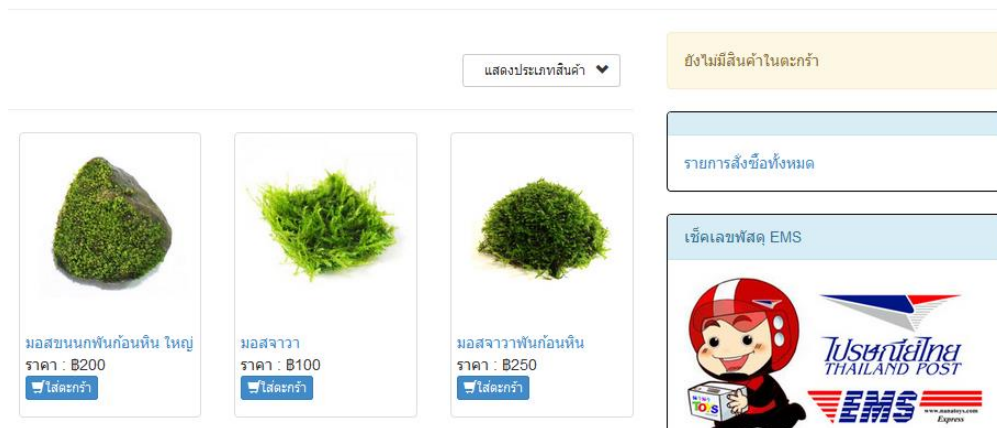 แสดงประเภทสินค้า
มอสขนนกพันก้อนหิน ใหญ่
ราคา : ฿200
ใส่ตะกร้า
มอสจาวา
ราคา : ฿100
ใส่ตะกร้า
มอสจาวาพันก้อนหิน
ราคา : ฿250
ใส่ตะกร้า
ยังไม่มีสินค้าในตะกร้า
รายการสั่งซื้อทั้งหมด
เช็คเลขพัสดุ EMS
ไปรษณีย์ไทย
THAILAND POST
EMS
www.nanatoys.com
Express
TOYS